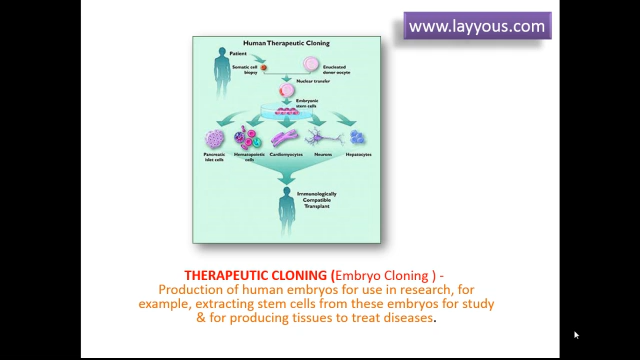 www.layyous.com
Human Therapeutic Cloning
Patient
Somatic cell
biopsy
Enucleated
donor oocyte
Nuclear transfer
Embryonic
stem cells
Pancreatic
islet cells
Hematopoietic
cells
Cardiomyocytes
Neurons
Hepatocytes
Immunologically
Compatible
Transplant
THERAPEUTIC CLONING (Embryo Cloning ) -
Production of human embryos for use in research, for
example, extracting stem cells from these embryos for study
& for producing tissues to treat diseases.